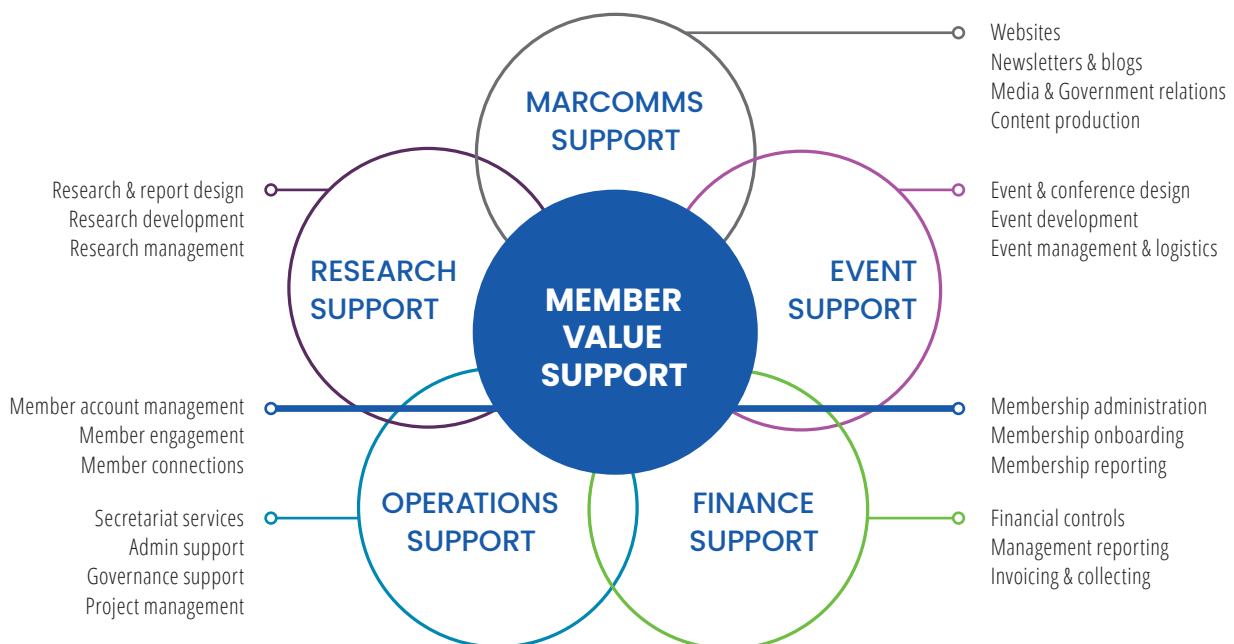 MARCOMMS
SUPPORT
Websites
Newsletters & blogs
Media & Government relations
Content production
Research & report design
Research development
Research management
RESEARCH
SUPPORT
EVENT
SUPPORT
Event & conference design
Event development
Event management & logistics
MEMBER
VALUE
SUPPORT
Member account management
Member engagement
Member connections
Membership administration
Membership onboarding
Membership reporting
OPERATIONS
SUPPORT
Secretariat services
Admin support
Governance support
Project management
FINANCE
SUPPORT
Financial controls
Management reporting
Invoicing & collecting